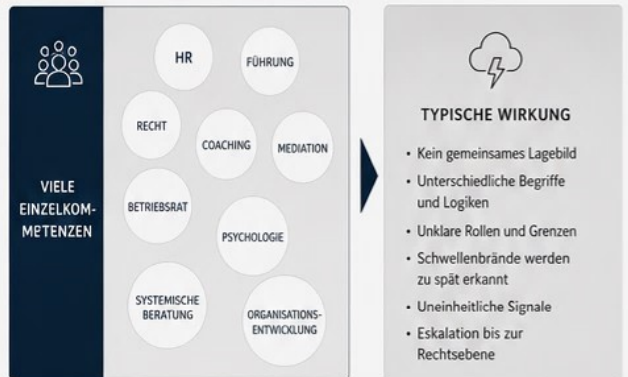 VIELE
EINZELKOM-
METENZEN
HR
FÜHRUNG
RECHT
COACHING
MEDIATION
BETRIEBSRAT
PSYCHOLOGIE
SYSTEMISCHE
BERATUNG
ORGANISATIONS-
ENTWICKLUNG
TYPISCHE WIRKUNG
• Kein gemeinsames Lagebild
• Unterschiedliche Begriffe
und Logiken
• Unklare Rollen und Grenzen
• Schwellenbrände werden
zu spät erkannt
• Uneinheitliche Signale
• Eskalation bis zur
Rechtsebene